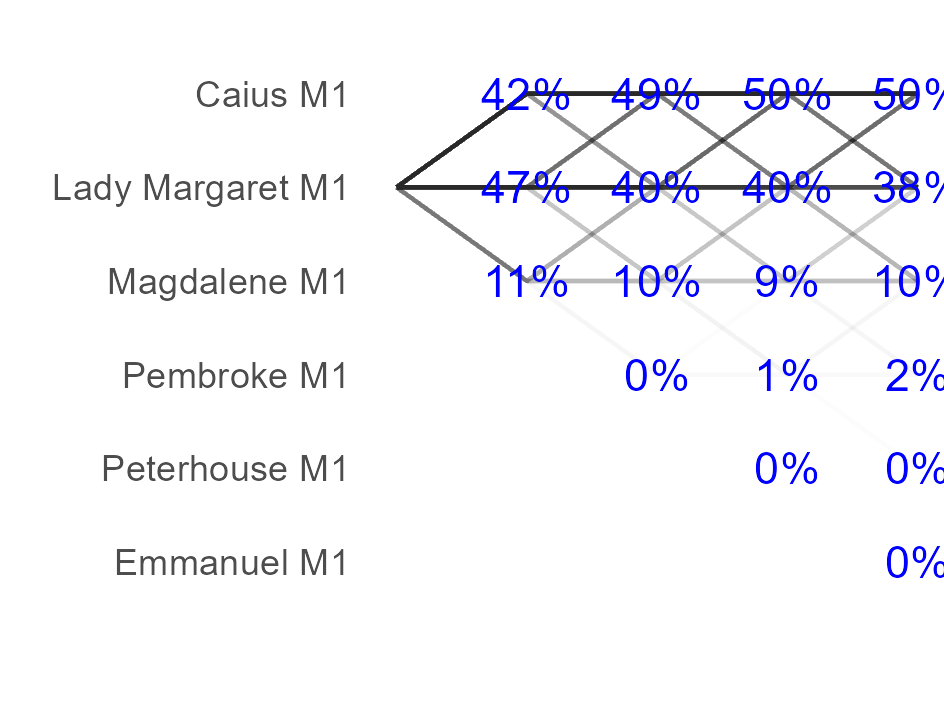 Caius M1 42% 49% 50% 50%
Lady Margaret M1 47% 40% 40% 38%
Magdalene M1 11% 10% 9% 10%
Pembroke M1 0% 1% 2%
Peterhouse M1 0% 0%
Emmanuel M1 0%